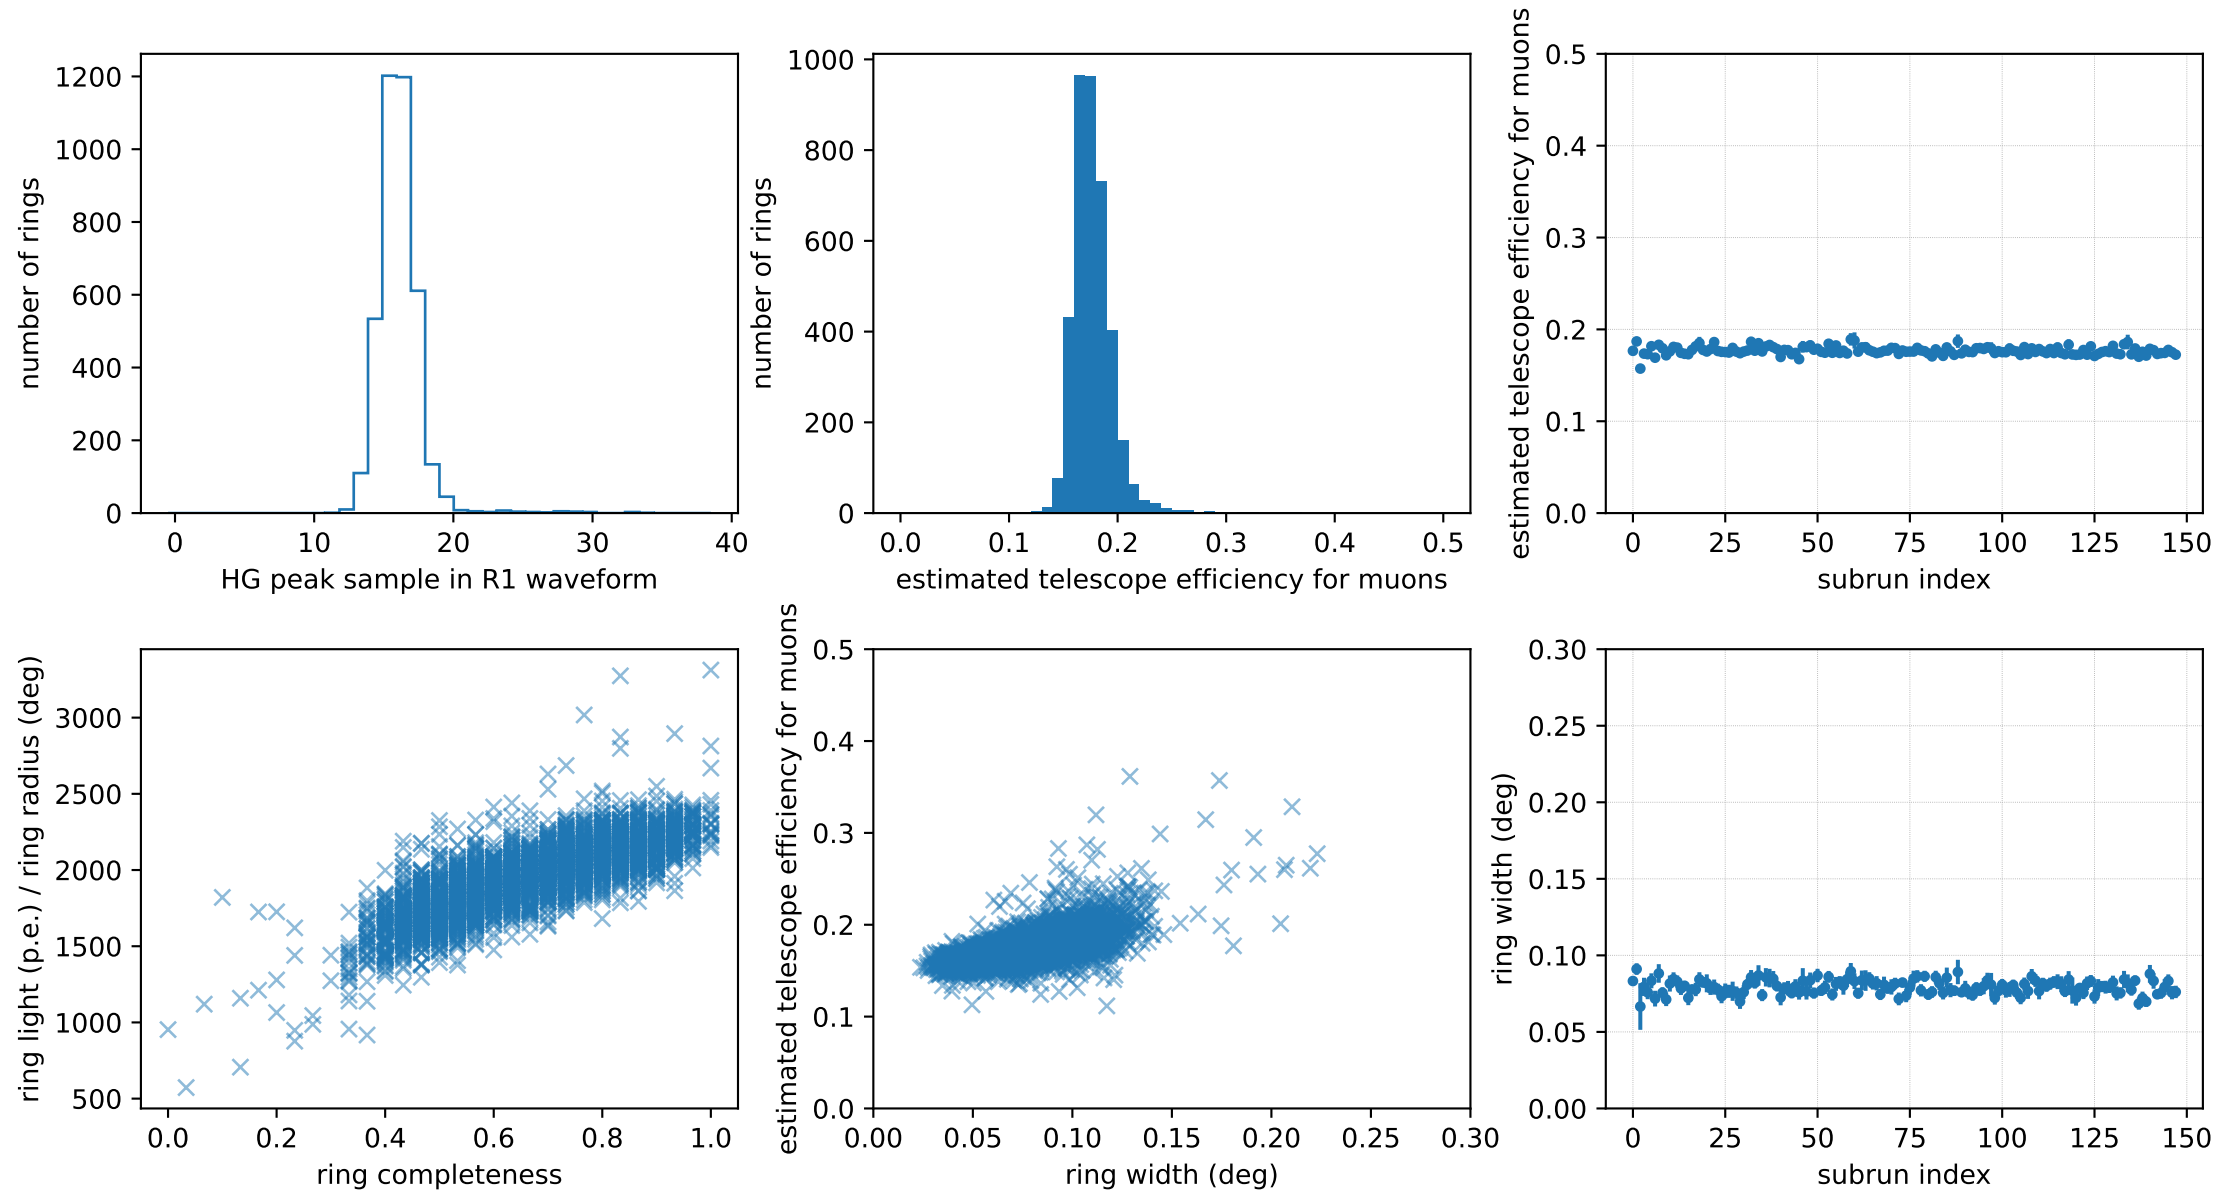 number of rings
1200
1000
800
600
400
200
0
0 10 20 30 40
HG peak sample in R1 waveform
number of rings
1000
800
600
400
200
0
0.0 0.1 0.2 0.3 0.4 0.5
estimated telescope efficiency for muons
estimated telescope efficiency for muons
0.5
0.4
0.3
0.2
0.1
0.0
0 25 50 75 100 125 150
subrun index
ring light (p.e.) / ring radius (deg)
3000
2500
2000
1500
1000
500
0.0 0.2 0.4 0.6 0.8 1.0
ring completeness
estimated telescope efficiency for muons
0.5
0.4
0.3
0.2
0.1
0.0
0.00 0.05 0.10 0.15 0.20 0.25 0.30
ring width (deg)
ring width (deg)
0.30
0.25
0.20
0.15
0.10
0.05
0.00
0 25 50 75 100 125 150
subrun index